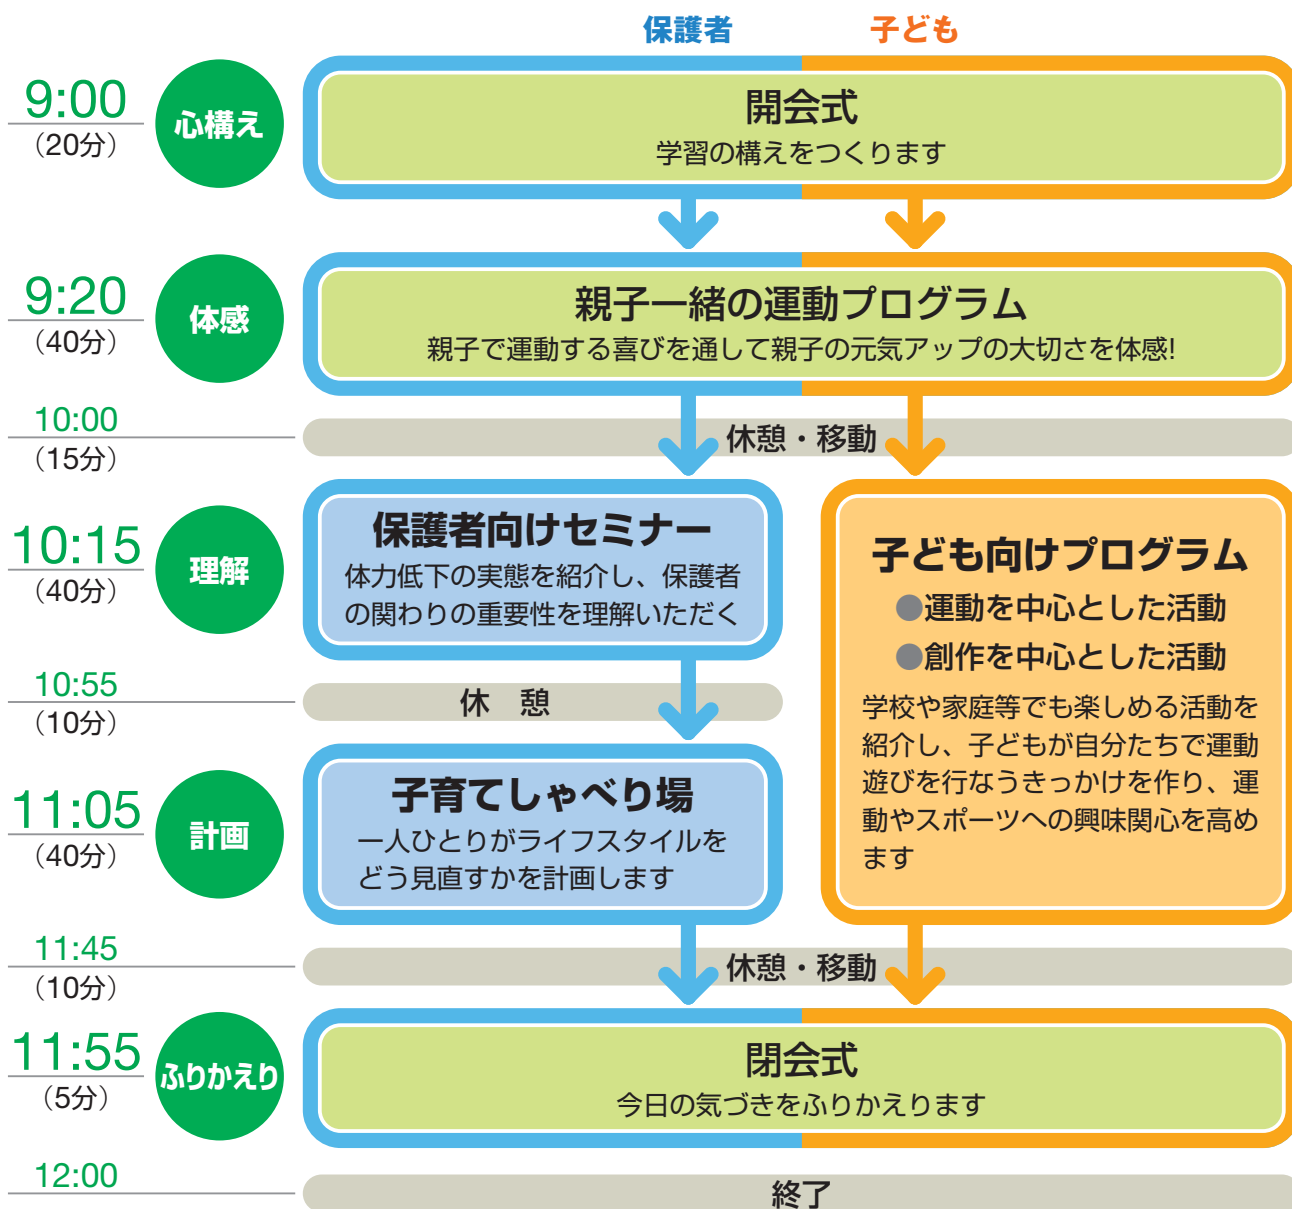 保護者
子ども
9:00
(20分)
心構え
開会式
学習の構えをつくります
9:20
(40分)
体感
親子一緒の運動プログラム
親子で運動する喜びを通して親子の元気アップの大切さを体感!
10:00
(15分)
休憩・移動
10:15
(40分)
理解
保護者向けセミナー
体力低下の実態を紹介し、保護者
の関わりの重要性を理解いただく
子ども向けプログラム
●運動を中心とした活動
●創作を中心とした活動
学校や家庭等でも楽しめる活動を
紹介し、子どもが自分たちで運動
遊びを行なうきっかけを作り、運
動やスポーツへの興味関心を高め
ます
10:55
(10分)
休 憩
11:05
(40分)
計画
子育てしゃべり場
一人ひとりがライフスタイルを
どう見直すかを計画します
11:45
(10分)
休憩・移動
11:55
(5分)
ふりかえり
閉会式
今日の気づきをふりかえります
12:00
終了